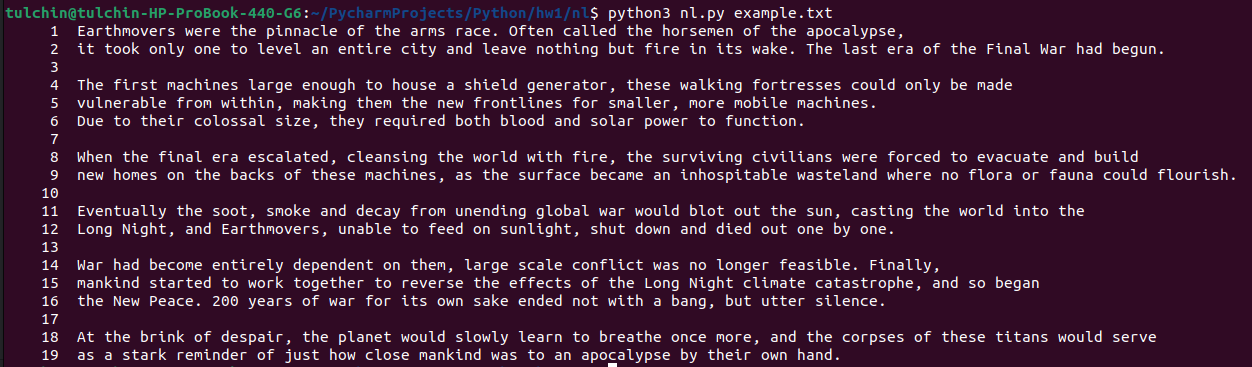 tulchin@tulchin-HP-ProBook-440-G6:~/PycharmProjects/Python/hw1/nl$ python3 nl.py example.txt
     1  Earthmovers were the pinnacle of the arms race. Often called the horsemen of the apocalypse,
     2  it took only one to level an entire city and leave nothing but fire in its wake. The last era of the Final War had begun.
     3
     4  The first machines large enough to house a shield generator, these walking fortresses could only be made
     5  vulnerable from within, making them the new frontlines for smaller, more mobile machines.
     6  Due to their colossal size, they required both blood and solar power to function.
     7
     8  When the final era escalated, cleansing the world with fire, the surviving civilians were forced to evacuate and build
     9  new homes on the backs of these machines, as the surface became an inhospitable wasteland where no flora or fauna could flourish.
    10
    11  Eventually the soot, smoke and decay from unending global war would blot out the sun, casting the world into the
    12  Long Night, and Earthmovers, unable to feed on sunlight, shut down and died out one by one.
    13
    14  War had become entirely dependent on them, large scale conflict was no longer feasible. Finally,
    15  mankind started to work together to reverse the effects of the Long Night climate catastrophe, and so began
    16  the New Peace. 200 years of war for its own sake ended not with a bang, but utter silence.
    17
    18  At the brink of despair, the planet would slowly learn to breathe once more, and the corpses of these titans would serve
    19  as a stark reminder of just how close mankind was to an apocalypse by their own hand.